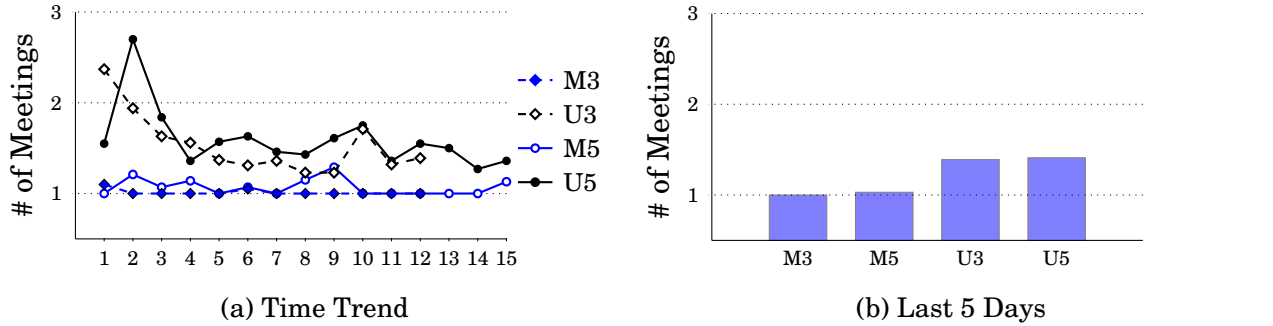 # of Meetings
3
2
1
1 2 3 4 5 6 7 8 9 10 11 12 13 14 15
M3
U3
M5
U5
(a) Time Trend
# of Meetings
3
2
1
M3 M5 U3 U5
(b) Last 5 Days